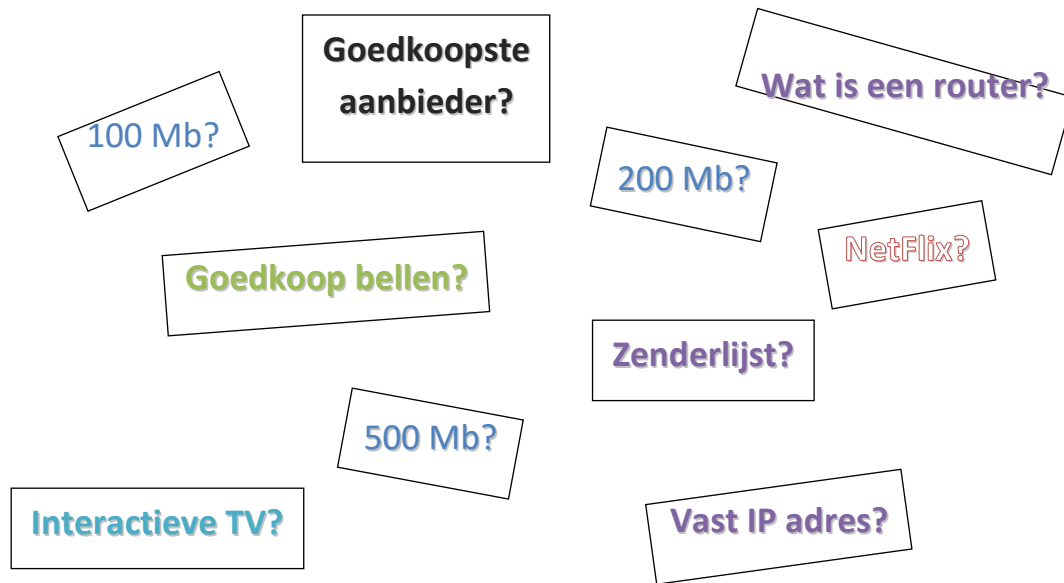 Goedkoopste
aanbieder?
Wat is een router?
100 Mb?
200 Mb?
NetFlix?
Goedkoop bellen?
Zenderlijst?
500 Mb?
Interactieve TV?
Vast IP adres?